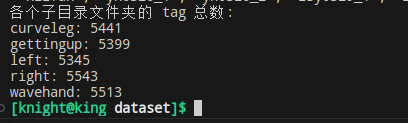 各个子目录文件夹的 tag 总数:
curveleg: 5441
gettingup: 5399
left: 5345
right: 5543
wavehand: 5513
[knight@king dataset]$